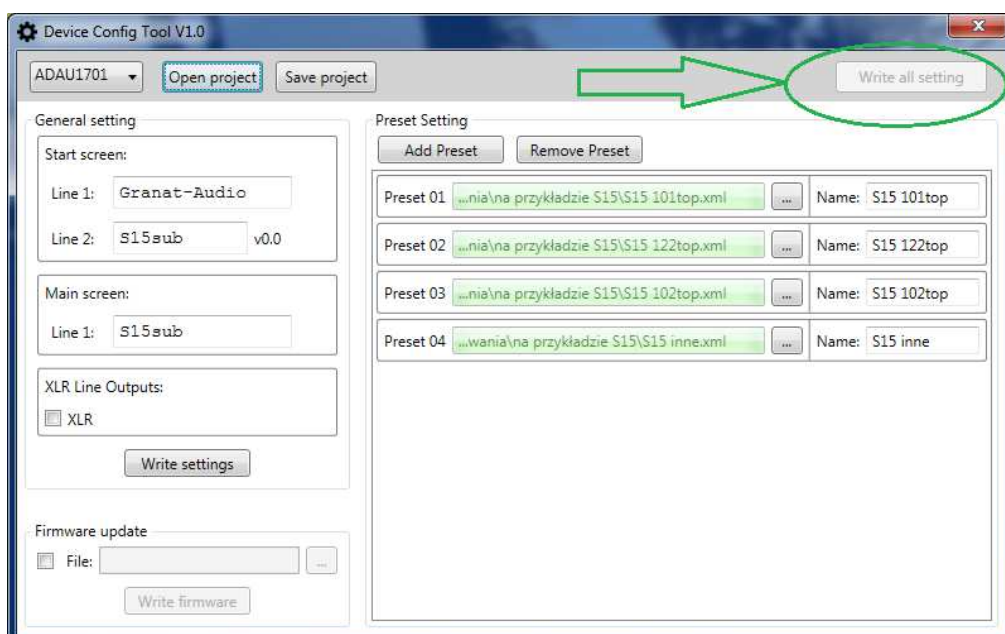 Device Config Tool V1.0
ADAU1701 Open project Save project Write all setting
General setting
Start screen:
Line 1: Granat-Audio
Line 2: S15sub v0.0
Main screen:
Line 1: S15sub
XLR Line Outputs:
XLR
Write settings
Firmware update
File: ...
Write firmware
Preset Setting
Add Preset Remove Preset
Preset 01 ...nia\na przykładzie S15\S15 101top.xml ... Name: S15 101top
Preset 02 ...nia\na przykładzie S15\S15 122top.xml ... Name: S15 122top
Preset 03 ...nia\na przykładzie S15\S15 102top.xml ... Name: S15 102top
Preset 04 ...wania\na przykładzie S15\S15 inne.xml ... Name: S15 inne